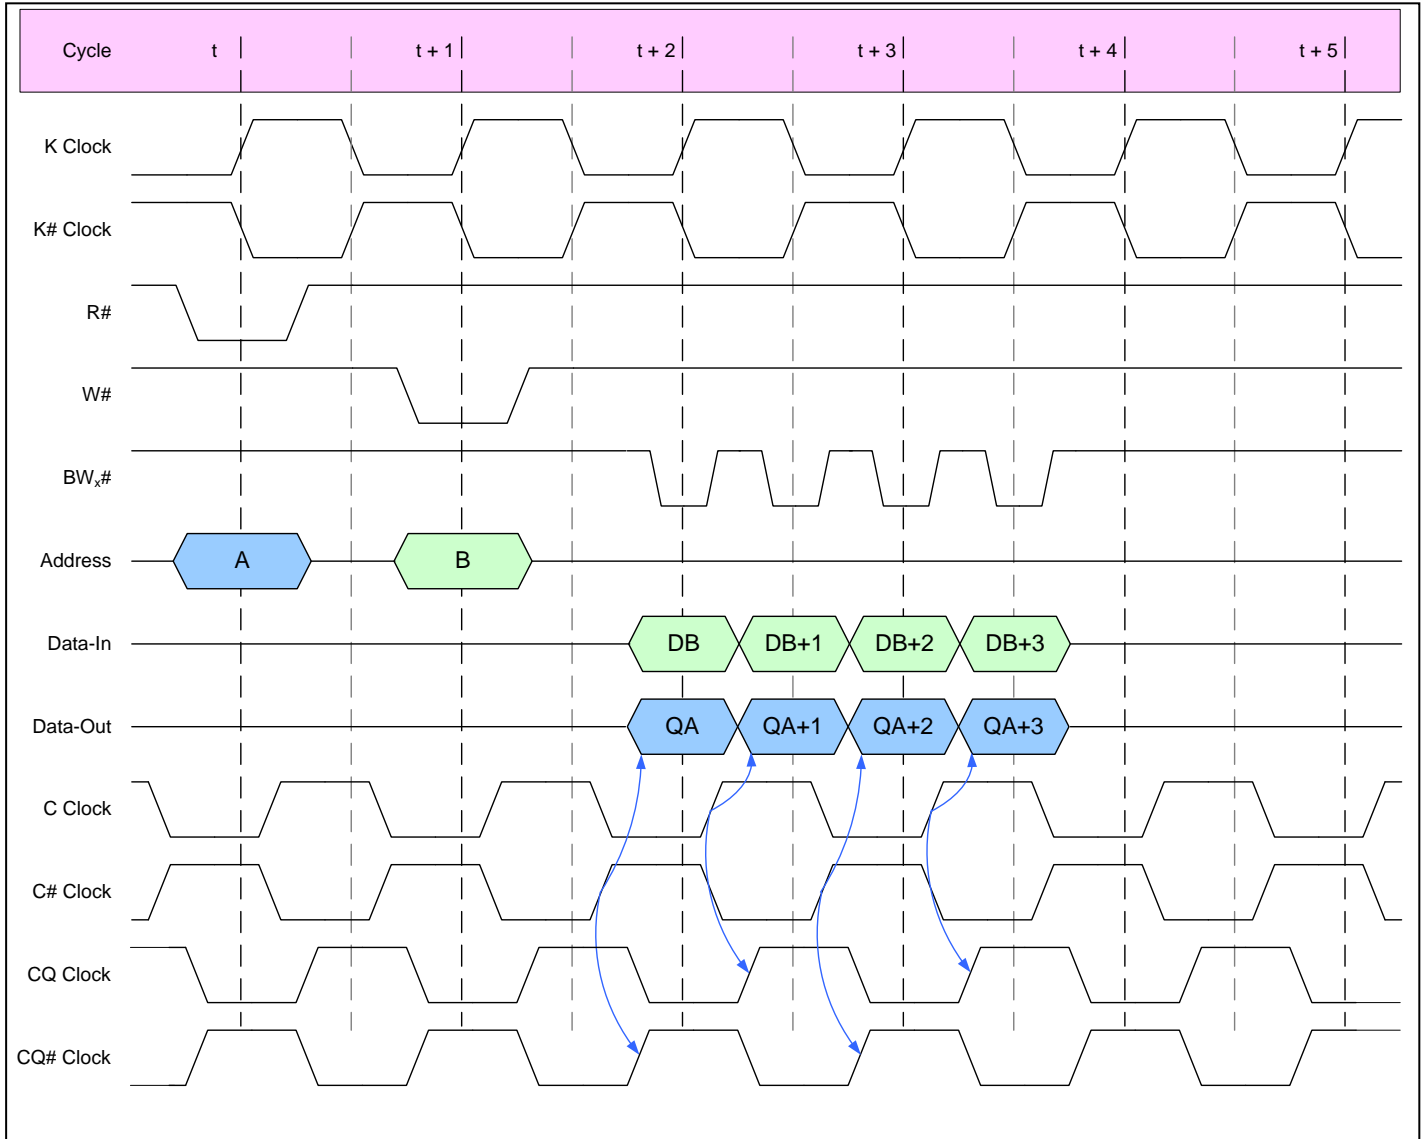 Cycle t t + 1 t + 2 t + 3 t + 4 t + 5
K Clock
K# Clock
R#
W#
BWx#
Address A B
Data-In DB DB+1 DB+2 DB+3
Data-Out QA QA+1 QA+2 QA+3
C Clock
C# Clock
CQ Clock
CQ# Clock